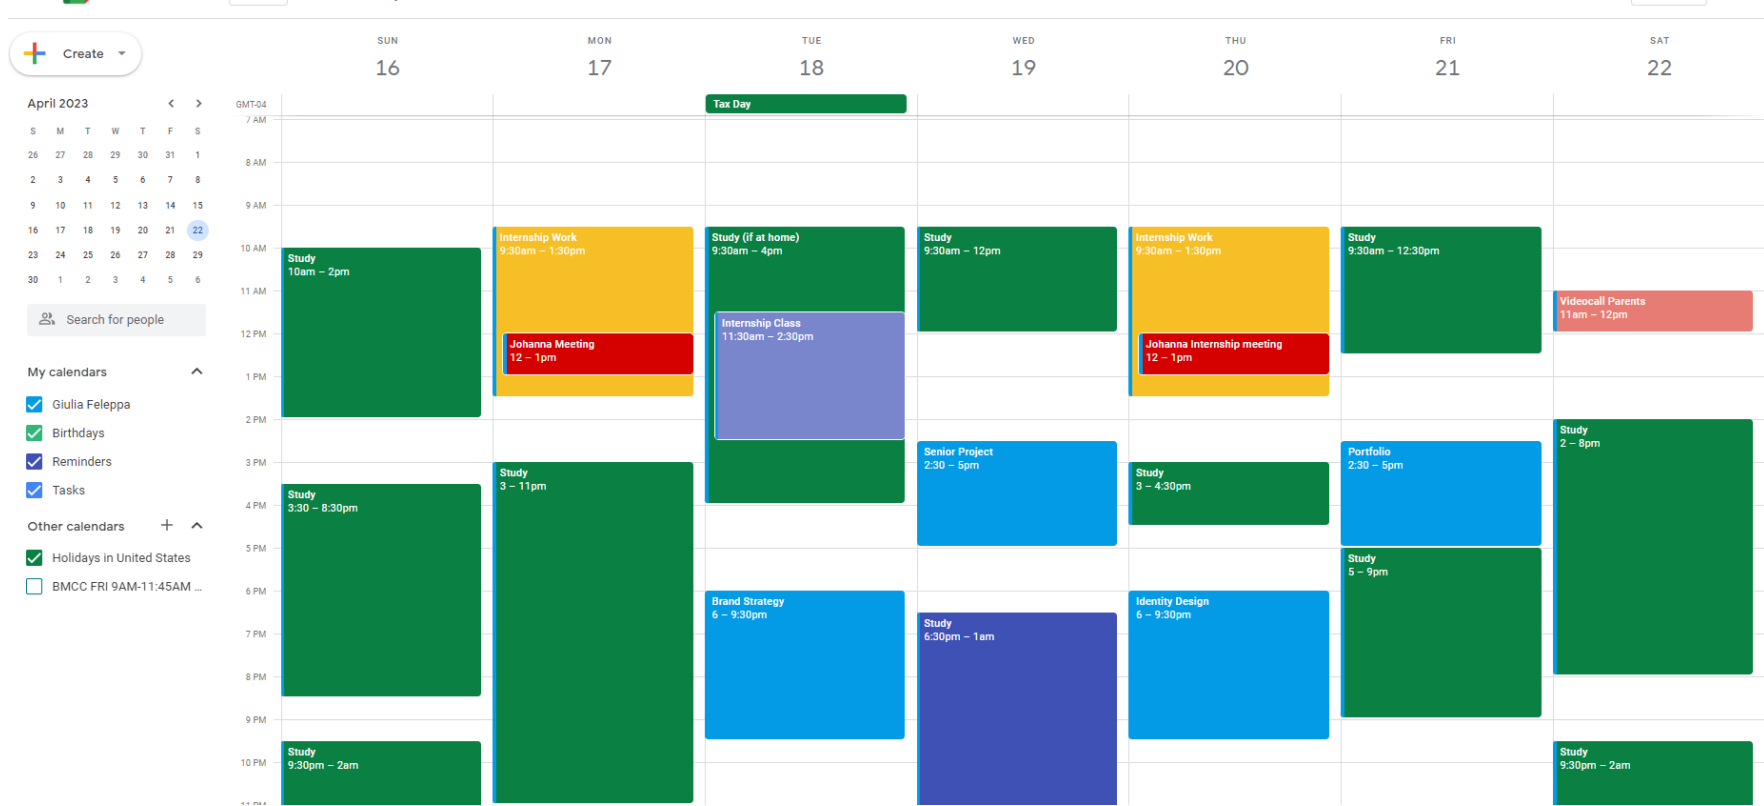 Create
April 2023
S M T W T F S
26 27 28 29 30 31 1
2 3 4 5 6 7 8
9 10 11 12 13 14 15
16 17 18 19 20 21 22
23 24 25 26 27 28 29
30 1 2 3 4 5 6
Search for people
My calendars
Giulia Feleppa
Birthdays
Reminders
Tasks
Other calendars
Holidays in United States
BMCC FRI 9AM-11:45AM ...
SUN MON TUE WED THU FRI SAT
16 17 18 19 20 21 22
GMT-04
Tax Day
7 AM
8 AM
9 AM
10 AM
11 AM
12 PM
1 PM
2 PM
3 PM
4 PM
5 PM
6 PM
7 PM
8 PM
9 PM
10 PM
11 PM
Study
10am – 2pm
Study
3:30 – 8:30pm
Study
9:30pm – 2am
Internship Work
9:30am – 1:30pm
Johanna Meeting
12 – 1pm
Study
3 – 11pm
Study (if at home)
9:30am – 4pm
Internship Class
11:30am – 2:30pm
Brand Strategy
6 – 9:30pm
Study
9:30am – 12pm
Senior Project
2:30 – 5pm
Study
6:30pm – 1am
Internship Work
9:30am – 1:30pm
Johanna Internship meeting
12 – 1pm
Study
3 – 4:30pm
Identity Design
6 – 9:30pm
Study
9:30am – 12:30pm
Portfolio
2:30 – 5pm
Study
5 – 9pm
Videocall Parents
11am – 12pm
Study
2 – 8pm
Study
9:30pm – 2am